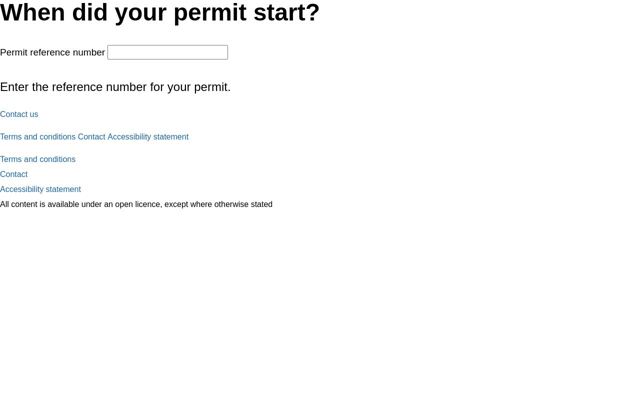 When did your permit start?
Permit reference number
Enter the reference number for your permit.
Contact us
Terms and conditions Contact Accessibility statement
Terms and conditions
Contact
Accessibility statement
All content is available under an open licence, except where otherwise stated